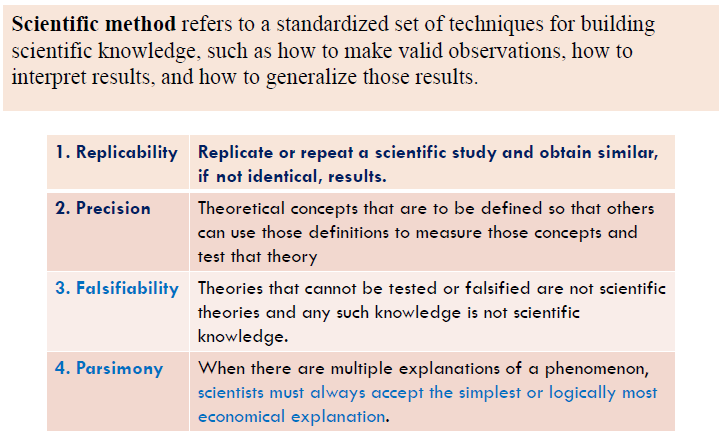 Scientific method refers to a standardized set of techniques for building
scientific knowledge, such as how to make valid observations, how to
interpret results, and how to generalize those results.
1. Replicability
Replicate or repeat a scientific study and obtain similar,
if not identical, results.
2. Precision
Theoretical concepts that are to be defined so that others
can use those definitions to measure those concepts and
test that theory
3. Falsifiability
Theories that cannot be tested or falsified are not scientific
theories and any such knowledge is not scientific
knowledge.
4. Parsimony
When there are multiple explanations of a phenomenon,
scientists must always accept the simplest or logically most
economical explanation.